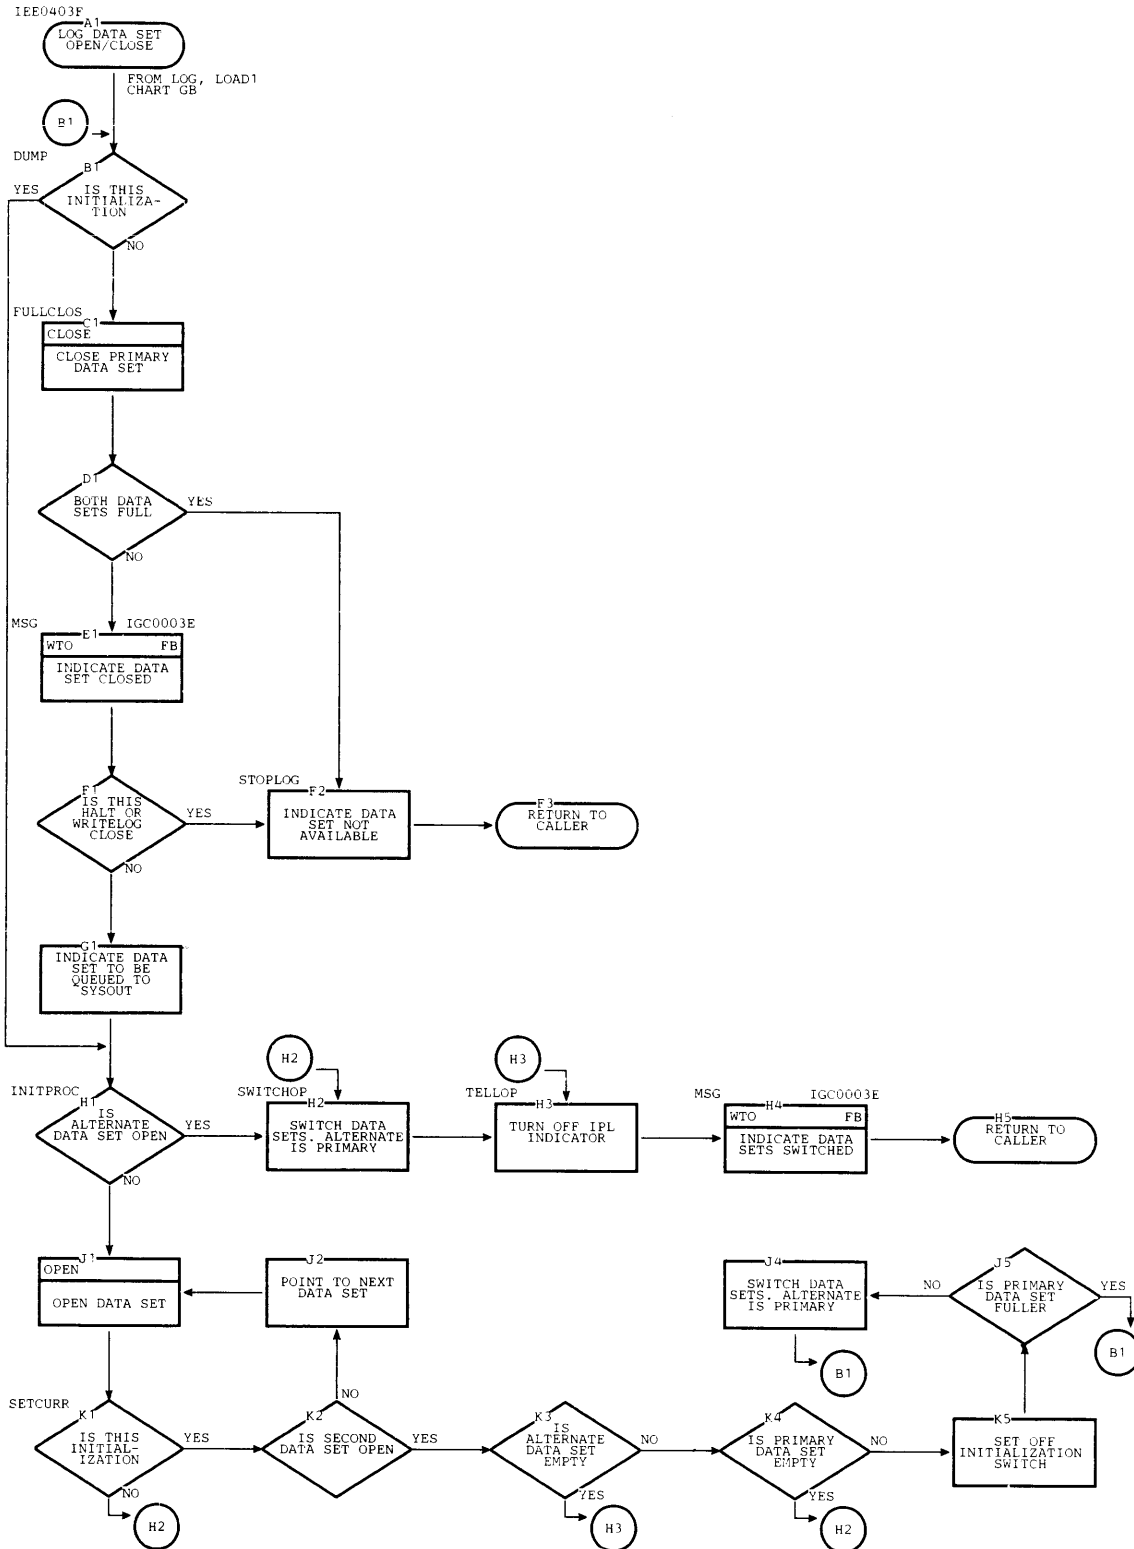 IEE0403F
A1
LOG DATA SET
OPEN/CLOSE
FROM LOG, LOAD1
CHART GB
B1
DUMP
B1
YES
IS THIS
INITIALIZA-
TION
NO
FULLCLOS
C1
CLOSE
CLOSE PRIMARY
DATA SET
D1
BOTH DATA
SETS FULL
YES
NO
MSG
E1
IGC0003E
WTO
FB
INDICATE DATA
SET CLOSED
F1
IS THIS
HALT OR
WRITELOG
CLOSE
YES
NO
STOPLOG
F2
INDICATE DATA
SET NOT
AVAILABLE
F3
RETURN TO
CALLER
G1
INDICATE DATA
SET TO BE
QUEUED TO
SYSOUT
INITPROC
H1
IS
ALTERNATE
DATA SET OPEN
YES
NO
H2
SWITCHOP
H2
SWITCH DATA
SETS. ALTERNATE
IS PRIMARY
H3
TELLOP
H3
TURN OFF IPL
INDICATOR
MSG
H4
IGC0003E
WTO
FB
INDICATE DATA
SETS SWITCHED
H5
RETURN TO
CALLER
J1
OPEN
OPEN DATA SET
J2
POINT TO NEXT
DATA SET
J4
SWITCH DATA
SETS. ALTERNATE
IS PRIMARY
B1
J5
NO
IS PRIMARY
DATA SET
FULLER
YES
B1
SETCURR
K1
IS THIS
INITIAL-
IZATION
YES
NO
H2
K2
NO
IS SECOND
DATA SET OPEN
YES
K3
IS
ALTERNATE
DATA SET
EMPTY
NO
YES
H3
K4
IS PRIMARY
DATA SET
EMPTY
NO
YES
H2
K5
SET OFF
INITIALIZATION
SWITCH